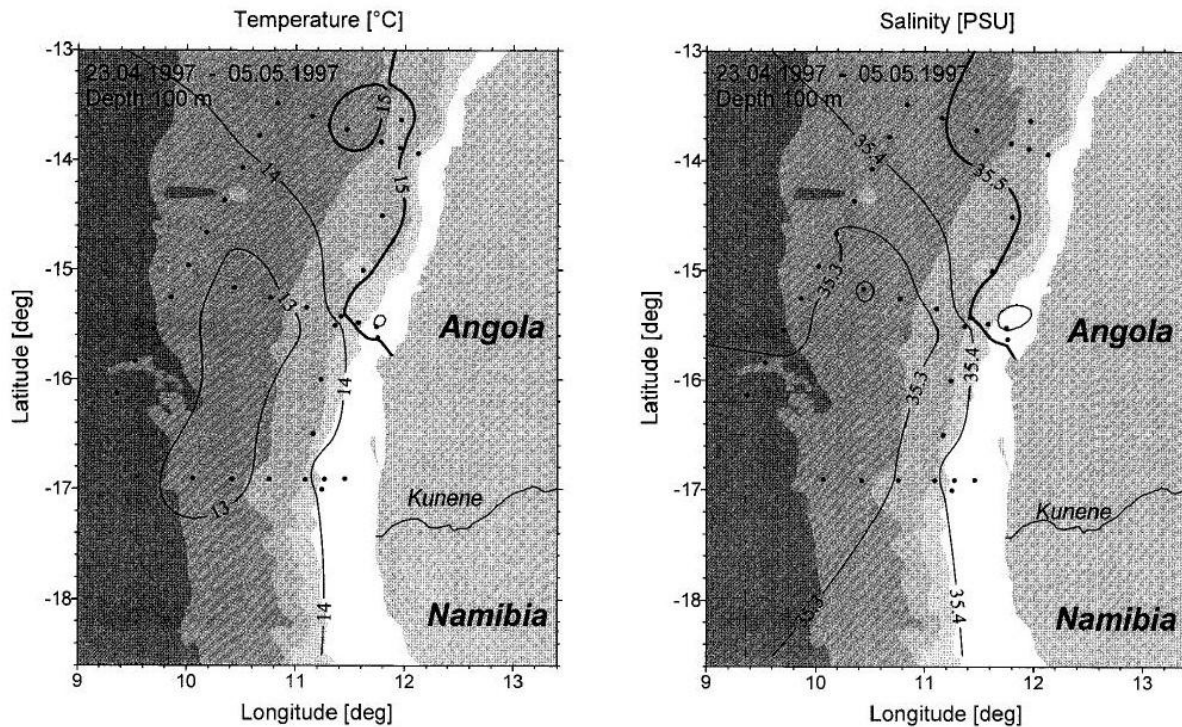 Temperature [°C]
-13
-14
-15
-16
-17
-18
Latitude [deg]
23.04.1997 - 05.05.1997
Depth 100 m
15
15
14
13
14
13
14
Angola
Kunene
Namibia
9
10
11
12
13
Longitude [deg]
Salinity [PSU]
-13
-14
-15
-16
-17
-18
Latitude [deg]
23.04.1997 - 05.05.1997
Depth 100 m
35.4
35.5
35.3
35.4
35.3
35.3
35.4
Angola
Kunene
Namibia
9
10
11
12
13
Longitude [deg]